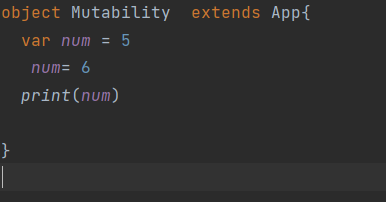 object Mutability  extends App{
  var num = 5
   num= 6
  print(num)

}